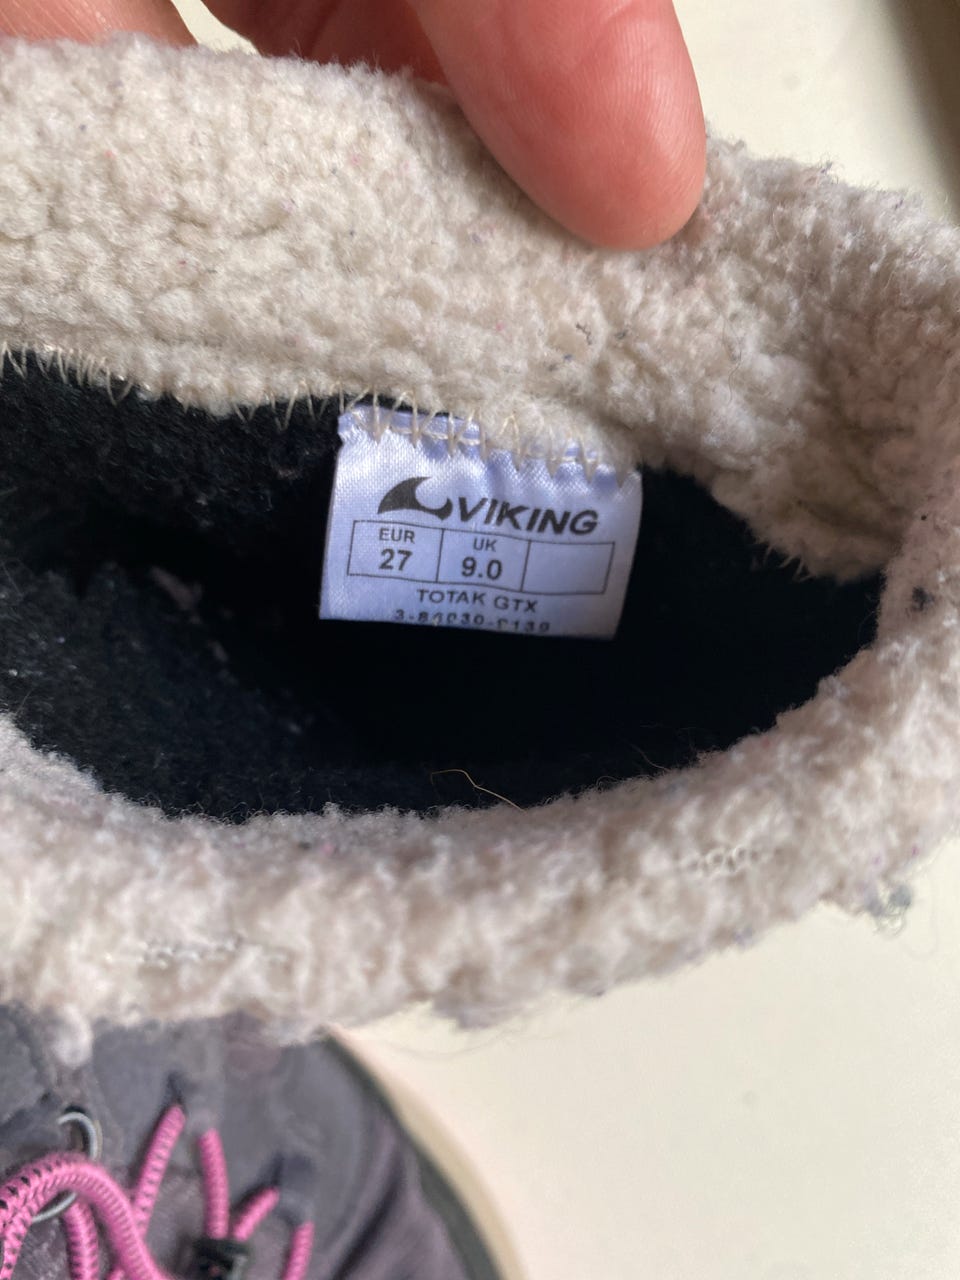 VIKING
EUR UK
27 9.0
TOTAK GTX